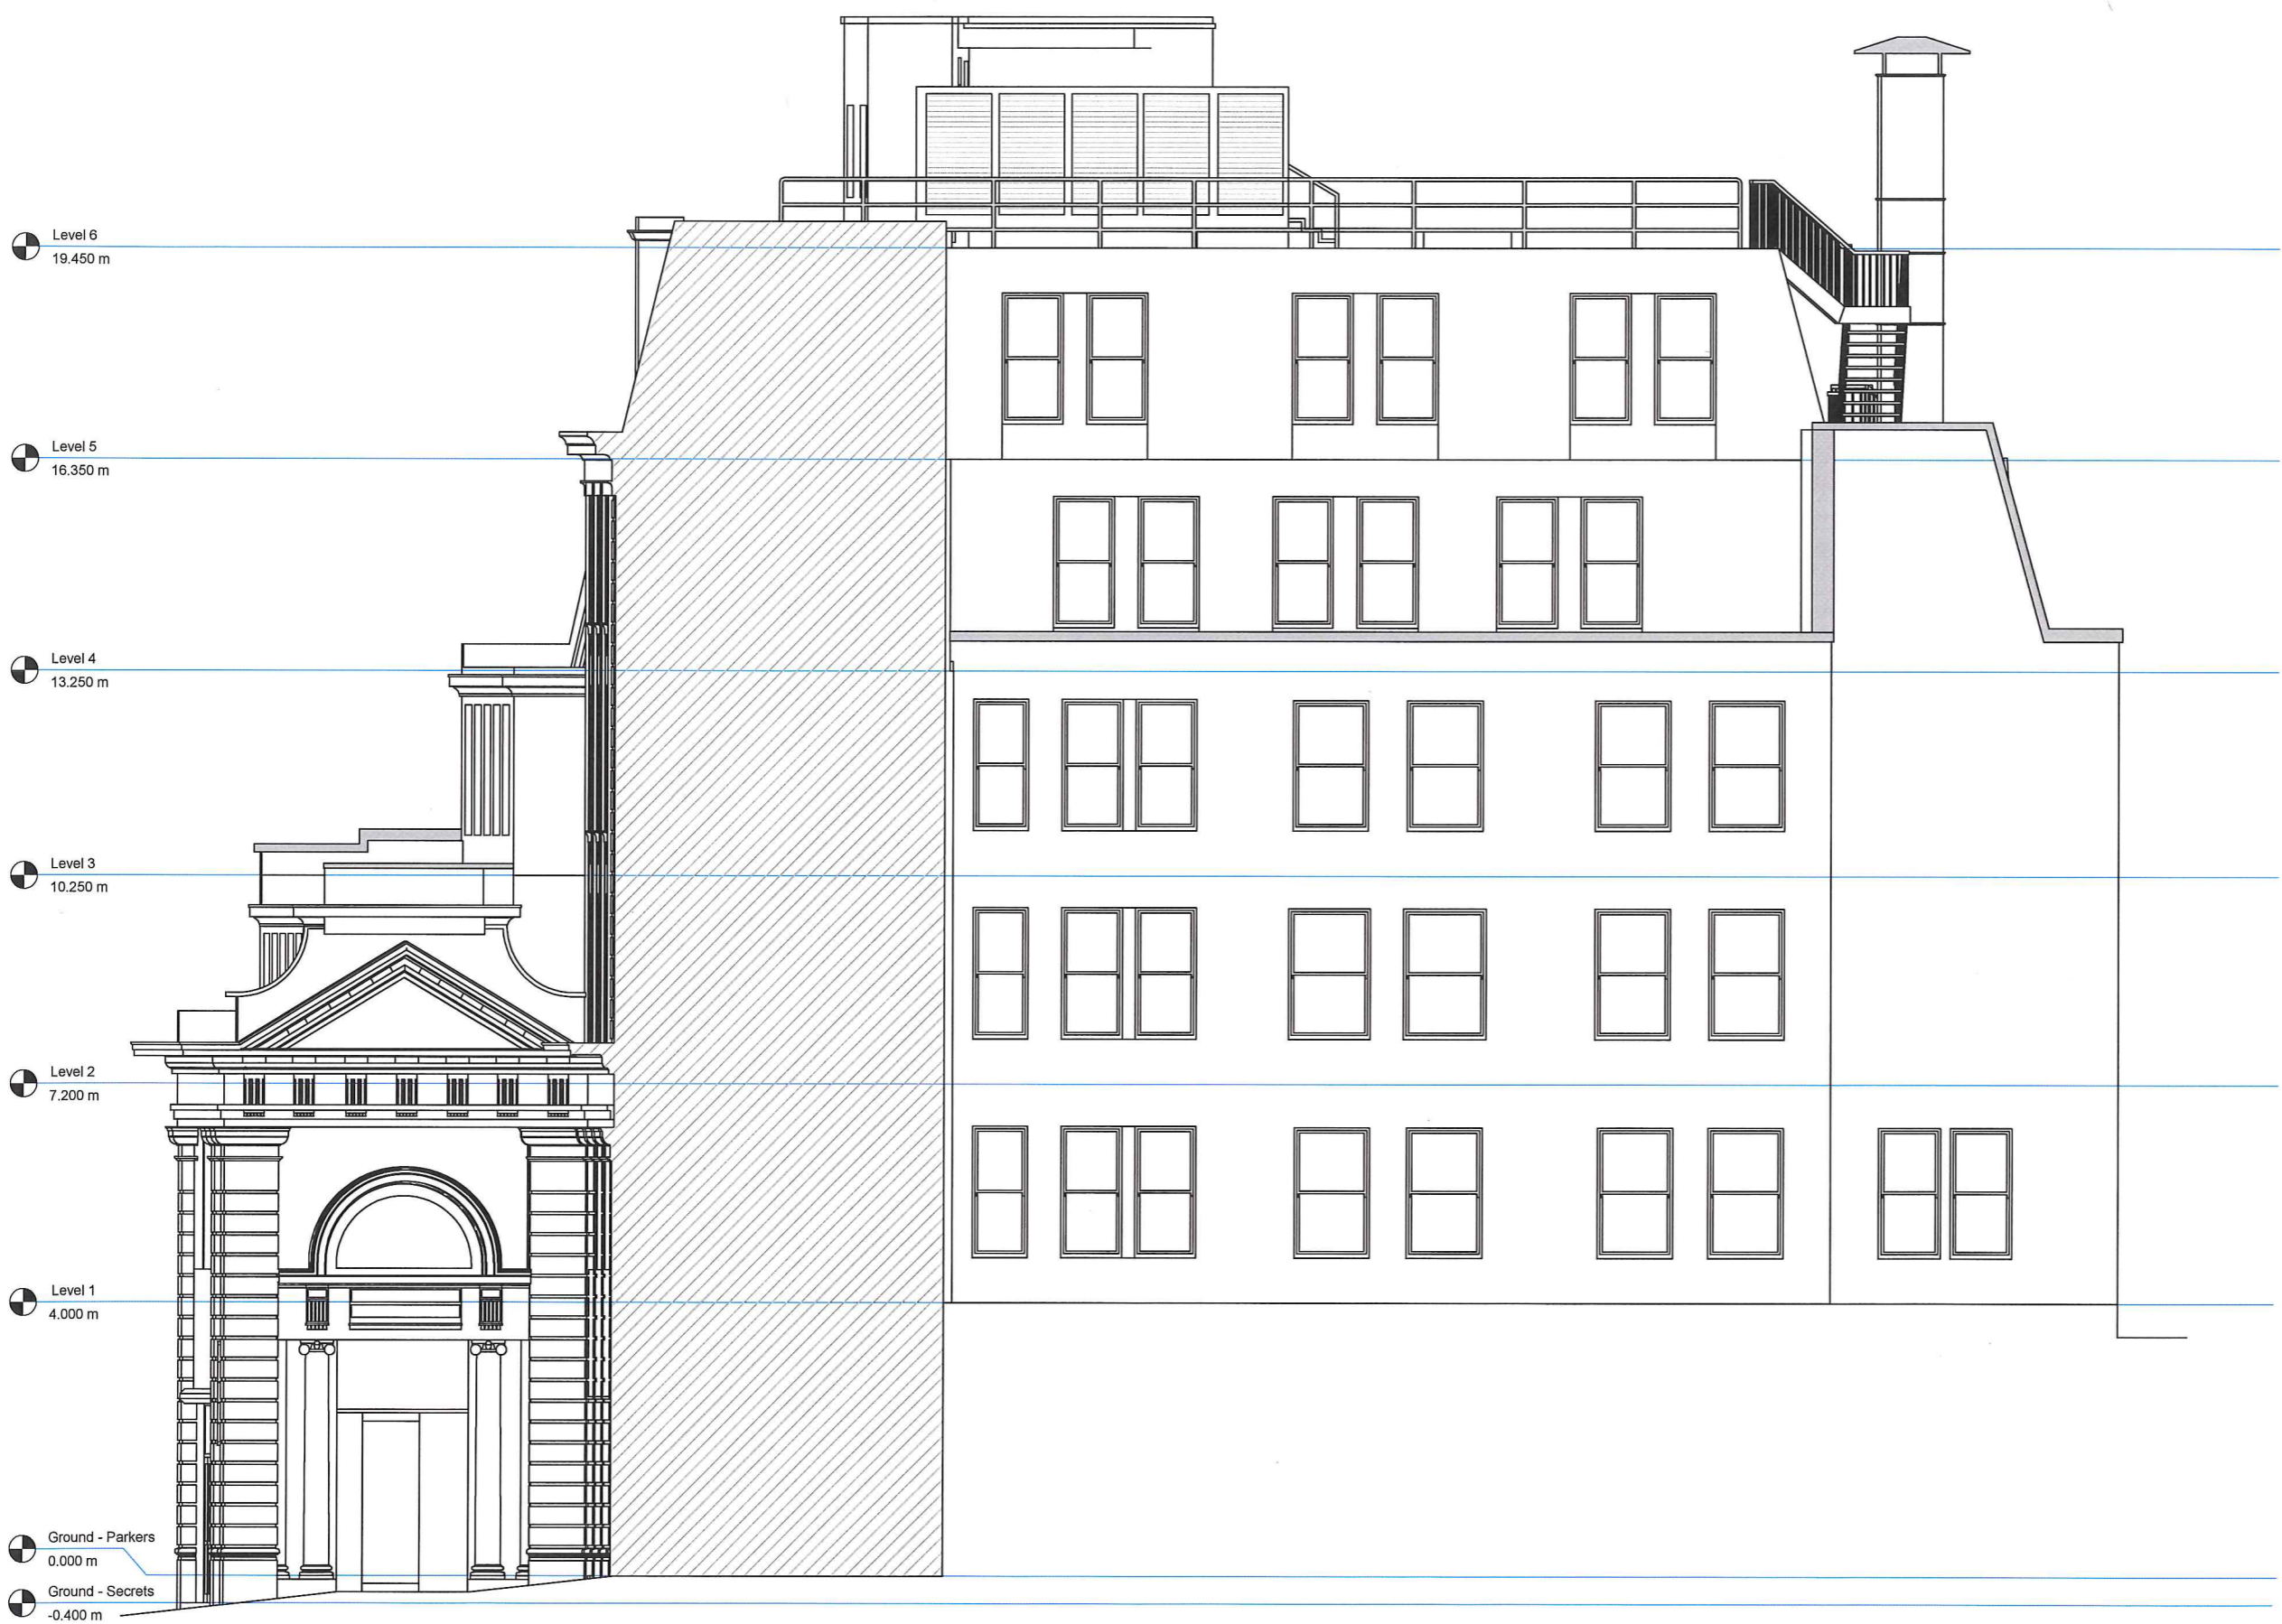 Level 6
19.450 m
Level 5
16.350 m
Level 4
13.250 m
Level 3
10.250 m
Level 2
7.200 m
Level 1
4.000 m
Ground - Parkers
0.000 m
Ground - Secrets
-0.400 m